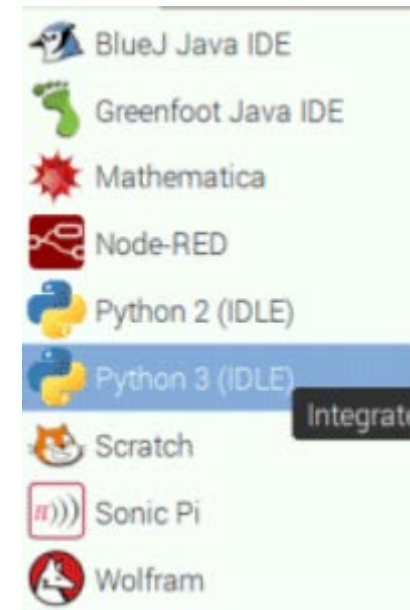 BlueJ Java IDE
Greenfoot Java IDE
Mathematica
Node-RED
Python 2 (IDLE)
Python 3 (IDLE)
Integrate
Scratch
π))) Sonic Pi
Wolfram